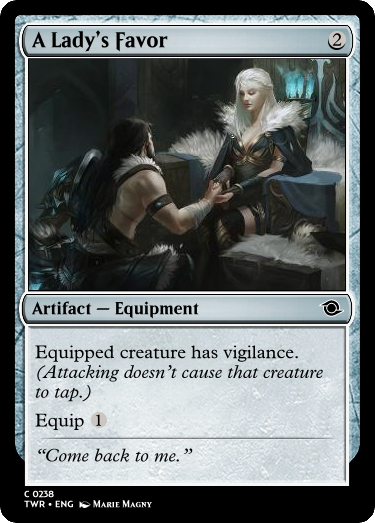 A Lady's Favor 2
Artifact — Equipment
Equipped creature has vigilance.
(Attacking doesn't cause that creature
to tap.)
Equip 1
"Come back to me."
C 0238
TWR • ENG Marie Magny